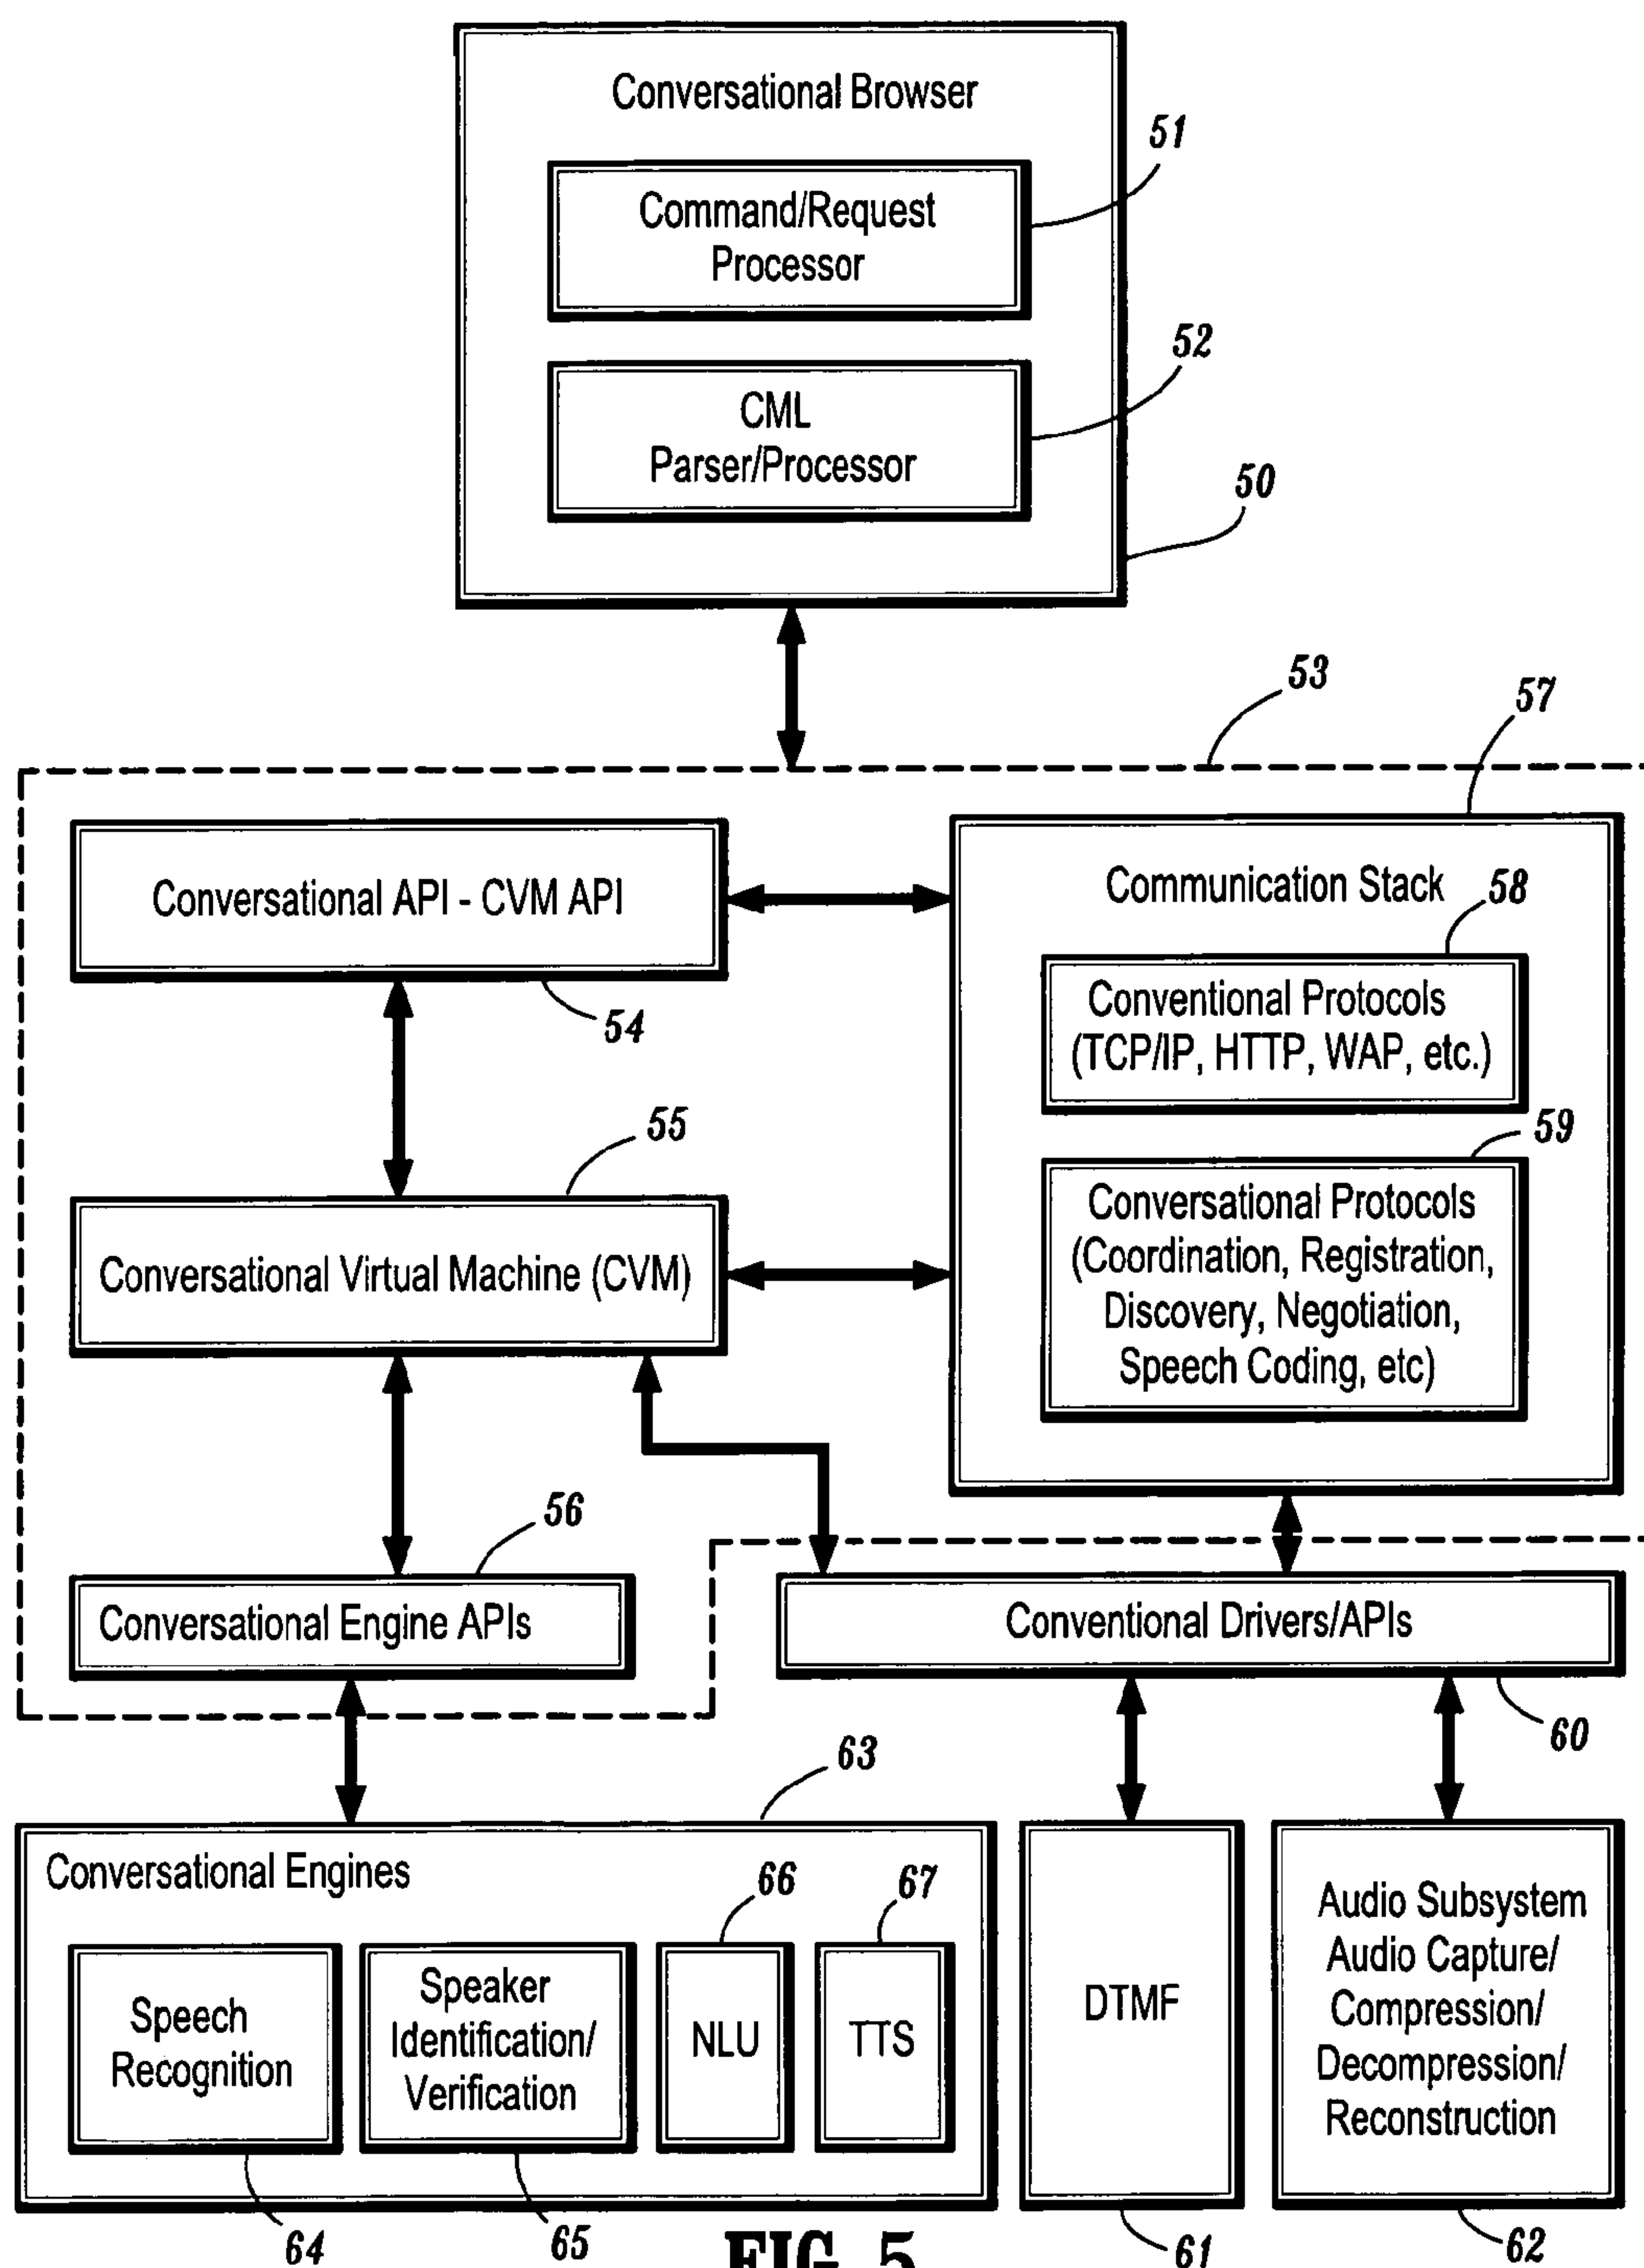 Conversational Browser
51
Command/Request
Processor
52
CML
Parser/Processor
50
53
57
Conversational API - CVM API
54
Communication Stack
58
Conventional Protocols
(TCP/IP, HTTP, WAP, etc.)
55
59
Conversational Virtual Machine (CVM)
Conversational Protocols
(Coordination, Registration,
Discovery, Negotiation,
Speech Coding, etc)
56
Conversational Engine APIs
Conventional Drivers/APIs
60
63
Conversational Engines
66
67
Speech
Recognition
Speaker
Identification/
Verification
NLU
TTS
DTMF
Audio Subsystem
Audio Capture/
Compression/
Decompression/
Reconstruction
64
65
61
62
FIG. 5